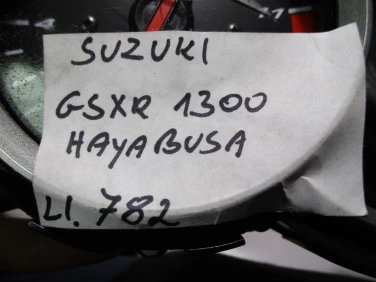 SUZUKI
GSXR 1300
HAYABUSA
LI. 782